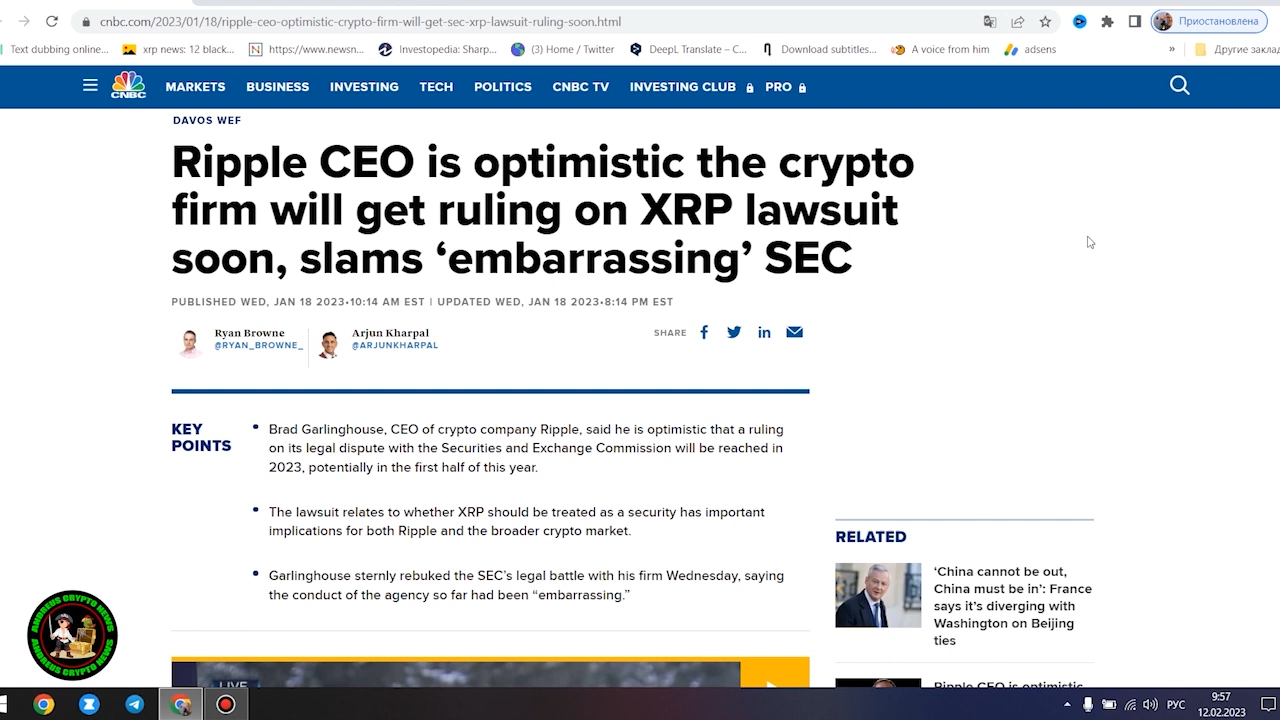 cnbc.com/2023/01/18/ripple-ceo-optimistic-crypto-firm-will-get-sec-xrp-lawsuit-ruling-soon.html
Приостановлена
Text dubbing online...
xrp news: 12 black...
https://www.newsn...
Investopedia: Sharp...
(3) Home / Twitter
DeepL Translate – C...
Download subtitles...
A voice from him
adsens
»
Другие заклад
CNBC
MARKETS
BUSINESS
INVESTING
TECH
POLITICS
CNBC TV
INVESTING CLUB
PRO
DAVOS WEF
Ripple CEO is optimistic the crypto
firm will get ruling on XRP lawsuit
soon, slams ‘embarrassing’ SEC
PUBLISHED WED, JAN 18 2023•10:14 AM EST | UPDATED WED, JAN 18 2023•8:14 PM EST
Ryan Browne
@RYAN_BROWNE_
Arjun Kharpal
@ARJUNKHARPAL
SHARE
KEY
POINTS
Brad Garlinghouse, CEO of crypto company Ripple, said he is optimistic that a ruling
on its legal dispute with the Securities and Exchange Commission will be reached in
2023, potentially in the first half of this year.
The lawsuit relates to whether XRP should be treated as a security has important
implications for both Ripple and the broader crypto market.
Garlinghouse sternly rebuked the SEC’s legal battle with his firm Wednesday, saying
the conduct of the agency so far had been “embarrassing.”
RELATED
‘China cannot be out,
China must be in’: France
says it’s diverging with
Washington on Beijing
ties
Ripple CEO is optimistic
LIVE
ANDREUS CRYPTO NEWS
ANDREUS CRYPTO NEWS
РУС
9:57
12.02.2023